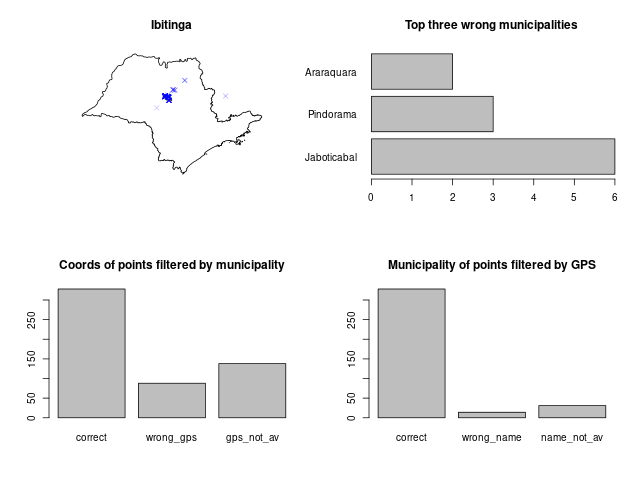 Ibitinga
Top three wrong municipalities
Araraquara
Pindorama
Jaboticabal
0 1 2 3 4 5 6
Coords of points filtered by municipality
250
150
50
0
correct wrong_gps gps_not_av
Municipality of points filtered by GPS
250
150
50
0
correct wrong_name name_not_av